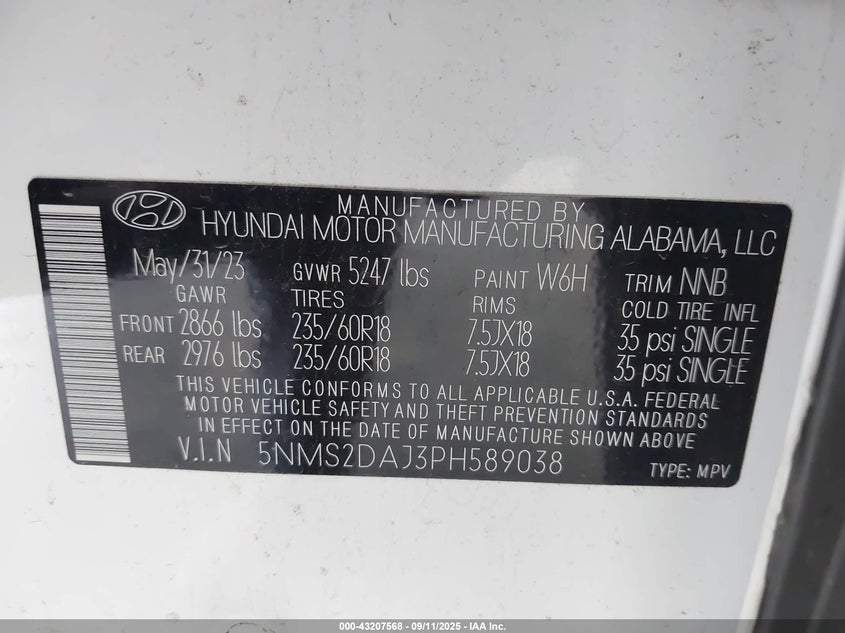 MANUFACTURED BY
HYUNDAI MOTOR MANUFACTURING ALABAMA, LLC
May/31/23 GVWR 5247 lbs PAINT W6H TRIM NNB
GAWR TIRES RIMS COLD TIRE INFL
FRONT 2866 lbs 235/60R18 7.5JX18 35 psi SINGLE
REAR 2976 lbs 235/60R18 7.5JX18 35 psi SINGLE
THIS VEHICLE CONFORMS TO ALL APPLICABLE U.S.A. FEDERAL
MOTOR VEHICLE SAFETY AND THEFT PREVENTION STANDARDS
IN EFFECT ON THE DATE OF MANUFACTURE SHOWN ABOVE
V.I.N 5NMS2DAJ3PH589038 TYPE: MPV
000-43207568 - 09/11/2025 - IAA Inc.